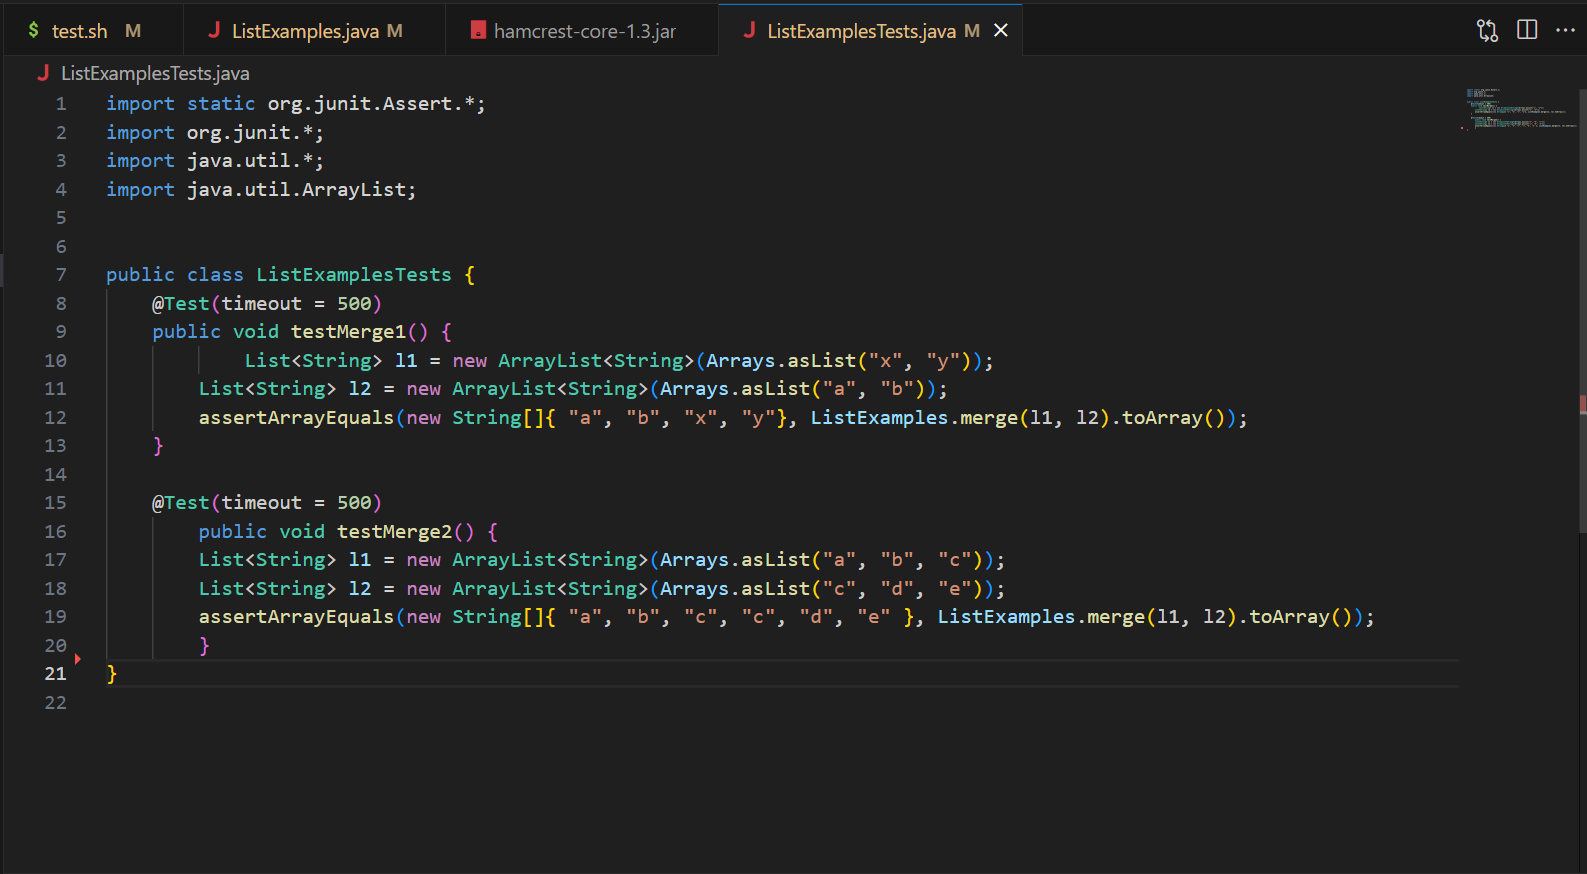 $ test.sh M J ListExamples.java M hamcrest-core-1.3.jar J ListExamplesTests.java M ×
J ListExamplesTests.java
1 import static org.junit.Assert.*;
2 import org.junit.*;
3 import java.util.*;
4 import java.util.ArrayList;
5
6
7 public class ListExamplesTests {
8     @Test(timeout = 500)
9     public void testMerge1() {
10             List<String> l1 = new ArrayList<String>(Arrays.asList("x", "y"));
11         List<String> l2 = new ArrayList<String>(Arrays.asList("a", "b"));
12         assertArrayEquals(new String[]{ "a", "b", "x", "y"}, ListExamples.merge(l1, l2).toArray());
13     }
14
15     @Test(timeout = 500)
16         public void testMerge2() {
17         List<String> l1 = new ArrayList<String>(Arrays.asList("a", "b", "c"));
18         List<String> l2 = new ArrayList<String>(Arrays.asList("c", "d", "e"));
19         assertArrayEquals(new String[]{ "a", "b", "c", "c", "d", "e" }, ListExamples.merge(l1, l2).toArray());
20         }
21 }
22